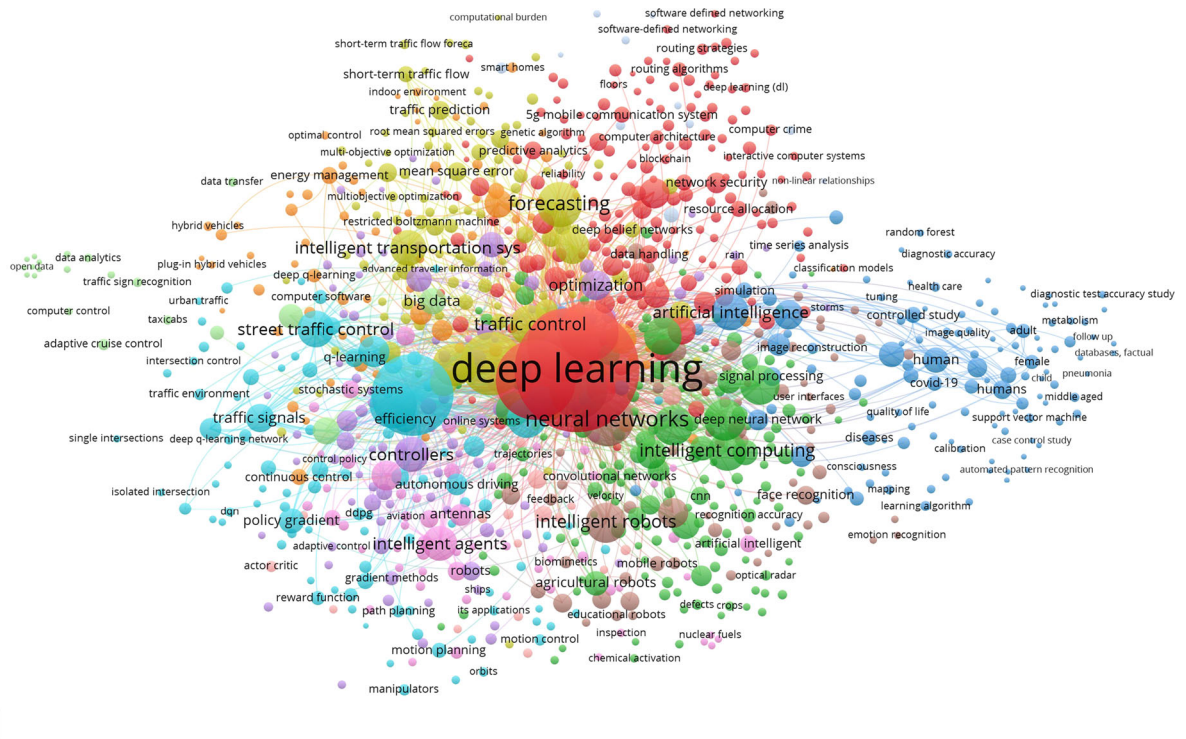 software defined networking
computational burden
software-defined networking
short-term traffic flow foreca
routing strategies
smart homes
routing algorithms
short-term traffic flow
floors
deep learning (dl)
indoor environment
traffic prediction
5g mobile communication system
optimal control
root mean squared errors
genetic algorithm
computer architecture
computer crime
multi-objective optimization
predictive analytics
blockchain
interactive computer systems
energy management
mean square error
reliability
data transfer
network security
non-linear relationships
multiobjective optimization
forecasting
resource allocation
hybrid vehicles
restricted boltzmann machine
deep belief networks
random forest
intelligent transportation sys
data handling
rain
time series analysis
diagnostic accuracy
open data
data analytics
plug-in hybrid vehicles
advanced traveler information
classification models
traffic sign recognition
deep q-learning
optimization
simulation
tuning
health care
diagnostic test accuracy study
urban traffic
computer software
big data
artificial intelligence
storms
controlled study
metabolism
computer control
taxicabs
street traffic control
traffic control
image quality
adult
follow up
adaptive cruise control
q-learning
image reconstruction
databases, factual
intersection control
deep learning
human
female
signal processing
pneumonia
child
traffic environment
stochastic systems
covid-19
humans
user interfaces
middle aged
traffic signals
efficiency
online systems
neural networks
deep neural network
quality of life
support vector machine
single intersections
deep q-learning network
diseases
case control study
controllers
trajectories
intelligent computing
calibration
control policy
consciousness
automated pattern recognition
continuous control
autonomous driving
convolutional networks
isolated intersection
feedback
velocity
cnn
face recognition
mapping
dqn
ddpg
aviation
antennas
recognition accuracy
learning algorithm
policy gradient
intelligent robots
emotion recognition
adaptive control
intelligent agents
artificial intelligent
actor critic
robots
biomimetics
mobile robots
gradient methods
agricultural robots
optical radar
reward function
ships
path planning
its applications
educational robots
defects
crops
motion control
inspection
nuclear fuels
motion planning
chemical activation
orbits
manipulators